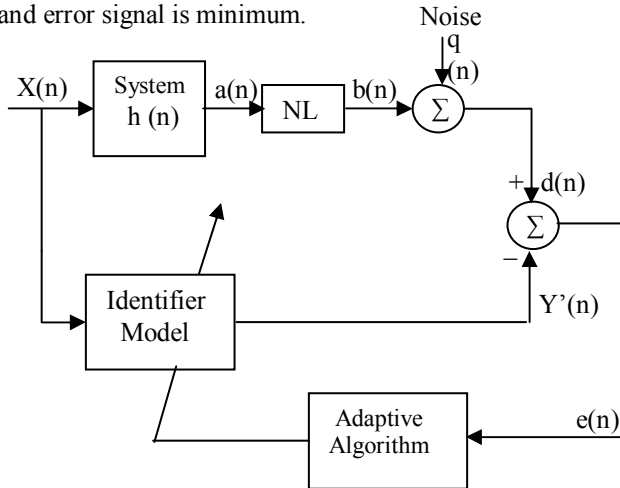 and error signal is minimum.
Noise
q
(n)
X(n)
System
h (n)
a(n)
NL
b(n)
Σ
+
d(n)
Σ
−
Y’(n)
Identifier
Model
Adaptive
Algorithm
e(n)